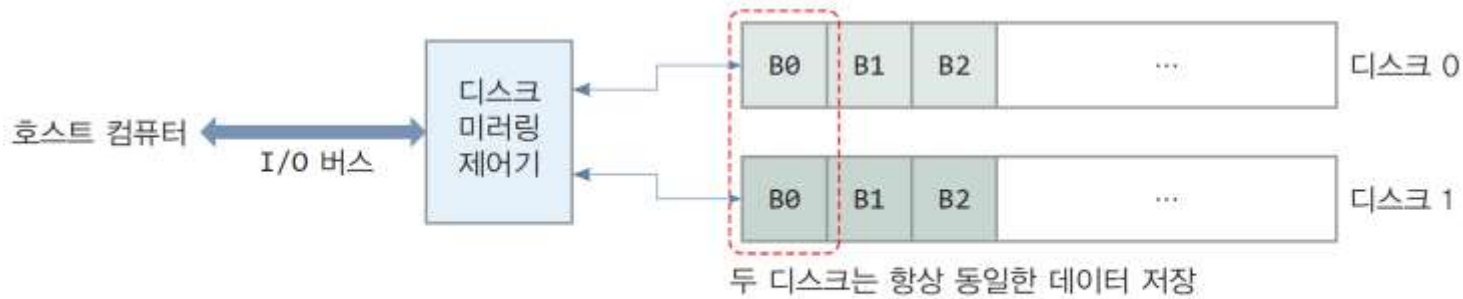 B0 B1 B2 … 디스크 0
디스크
미러링
제어기
호스트 컴퓨터
I/O 버스
B0 B1 B2 … 디스크 1
두 디스크는 항상 동일한 데이터 저장